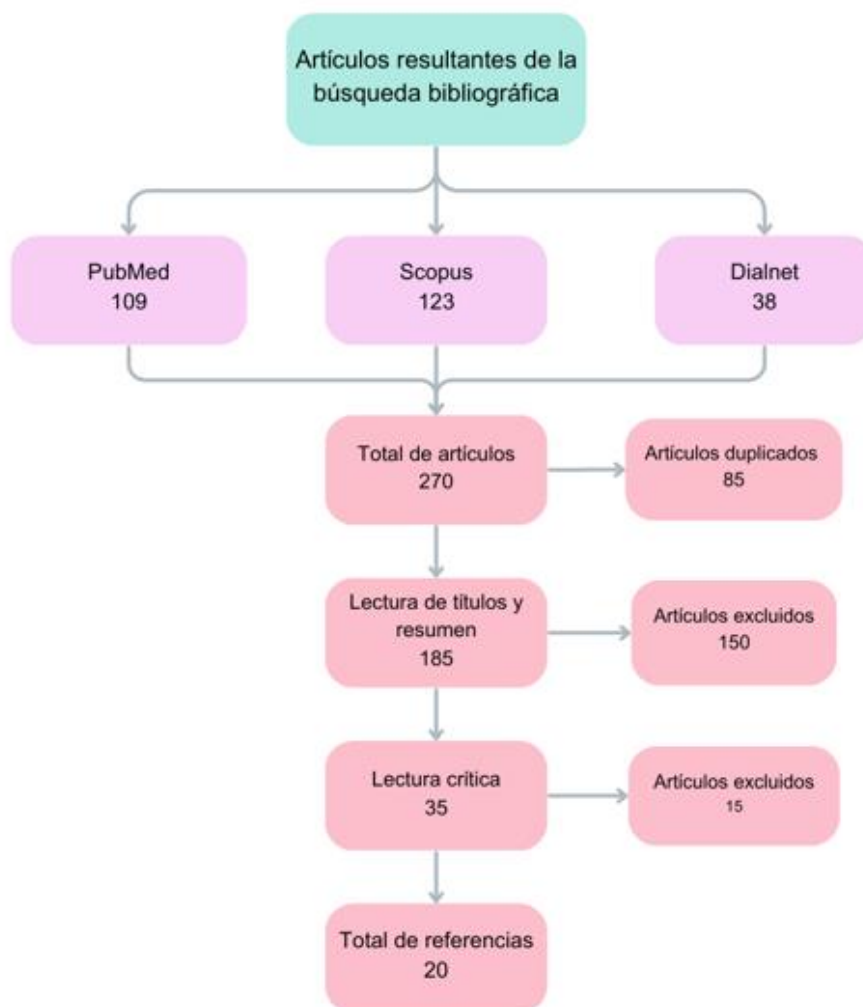 Artículos resultantes de la
búsqueda bibliográfica
PubMed
109
Scopus
123
Dialnet
38
Total de artículos
270
Artículos duplicados
85
Lectura de títulos y
resumen
185
Artículos excluidos
150
Lectura crítica
35
Artículos excluidos
15
Total de referencias
20